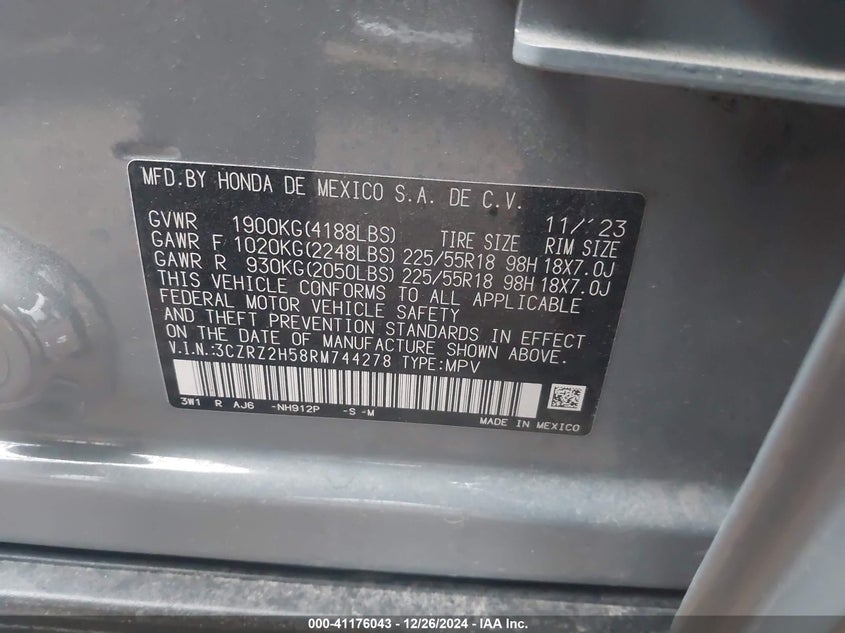 MFD.BY HONDA DE MEXICO S.A. DE C.V. 11/'23
GVWR 1900KG(4188LBS) TIRE SIZE RIM SIZE
GAWR F 1020KG(2248LBS) 225/55R18 98H 18X7.0J
GAWR R 930KG(2050LBS) 225/55R18 98H 18X7.0J
THIS VEHICLE CONFORMS TO ALL APPLICABLE
FEDERAL MOTOR VEHICLE SAFETY
AND THEFT PREVENTION STANDARDS IN EFFECT
ON THE DATE OF MANUFACTURE SHOWN ABOVE.
V.I.N.:3CZRZ2H58RM744278 TYPE:MPV
3W1 R AJ6 -NH912P -S -M
MADE IN MEXICO
000-41176043 - 12/26/2024 - IAA Inc.